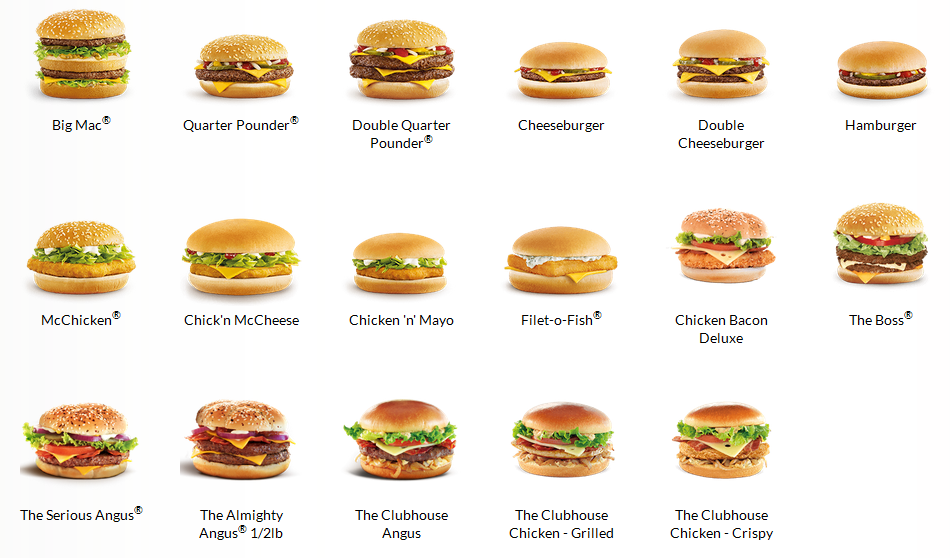 Big Mac®
Quarter Pounder®
Double Quarter
Pounder®
Cheeseburger
Double
Cheeseburger
Hamburger
McChicken®
Chick'n McCheese
Chicken 'n' Mayo
Filet-o-Fish®
Chicken Bacon
Deluxe
The Boss®
The Serious Angus®
The Almighty
Angus® 1/2lb
The Clubhouse
Angus
The Clubhouse
Chicken - Grilled
The Clubhouse
Chicken - Crispy